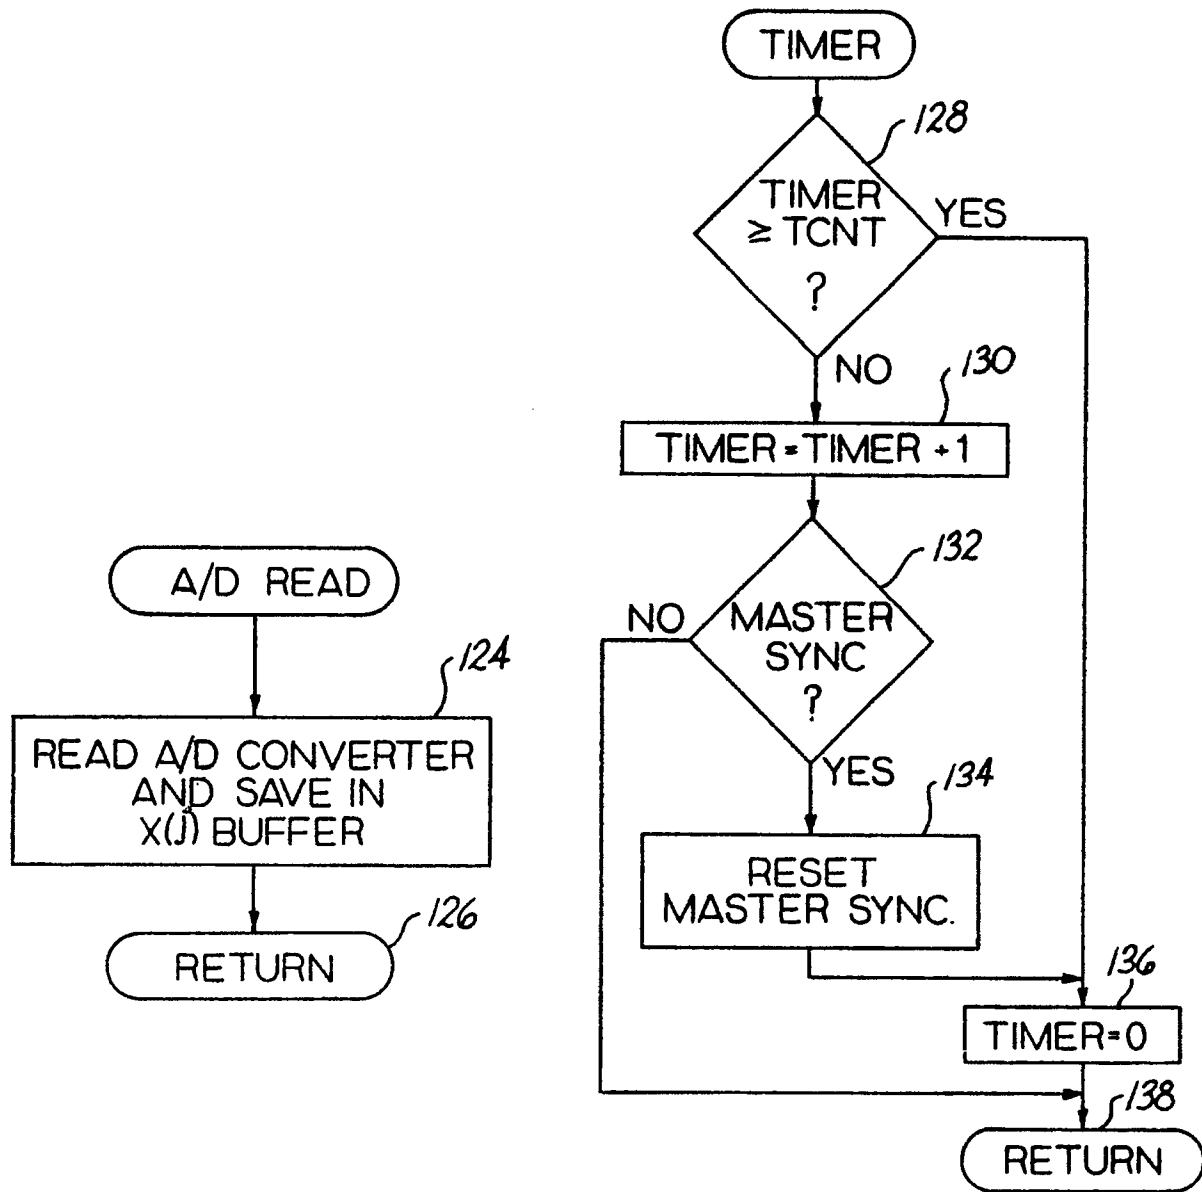 TIMER
128
TIMER
≥ TCNT
?
YES
NO
130
TIMER = TIMER + 1
132
MASTER
SYNC
?
NO
YES
134
RESET
MASTER SYNC.
136
TIMER=0
138
RETURN
A/D READ
124
READ A/D CONVERTER
AND SAVE IN
X(J) BUFFER
126
RETURN